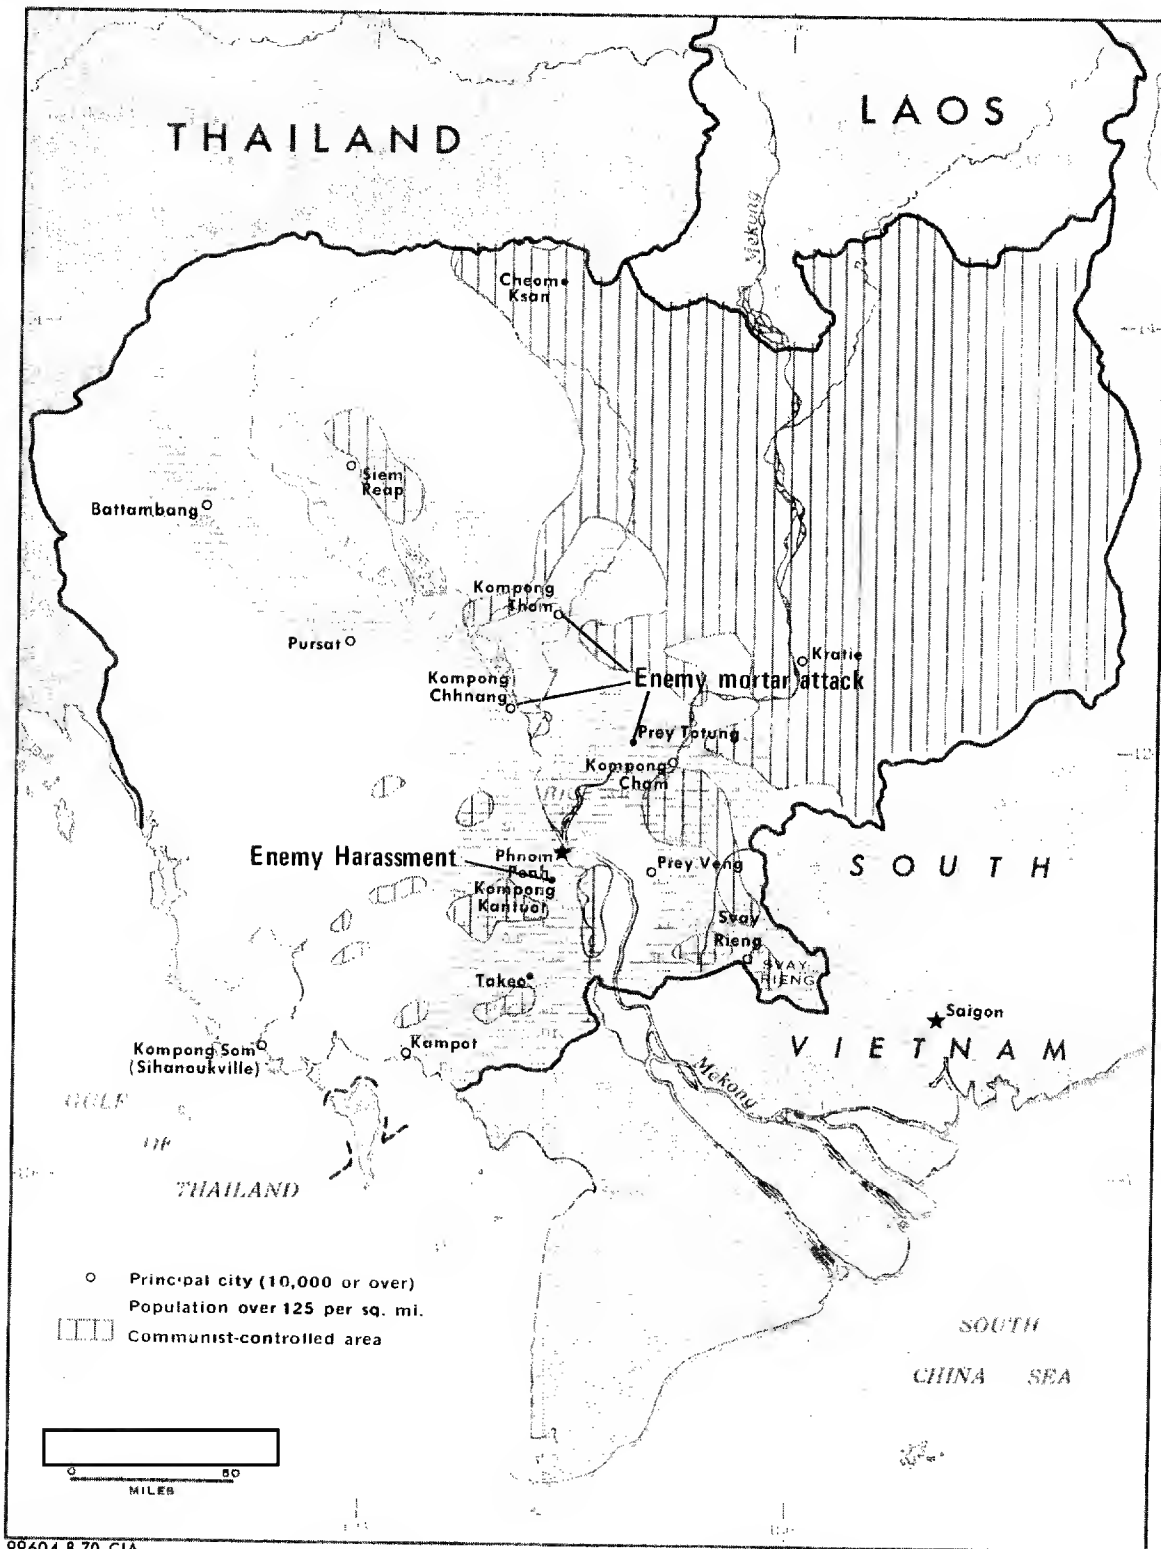 THAILAND
LAOS
Mekong
Cheom
Ksan
Siem
Reap
Battambang
Kompong
Thom
Pursat
Kratie
Kompong
Chhnang
Enemy mortar attack
Prey Totung
Kompong
Cham
RICE
Enemy Harassment
Phnom
Penh
Prey Veng
Kompong
Kantuot
SOUTH
Svay
Rieng
SVAY
RIENG
Takeo
Saigon
VIETNAM
Kompong Som
(Sihanoukville)
Kampot
Mekong
GULF
OF
THAILAND
Principal city (10,000 or over)
Population over 125 per sq. mi.
Communist-controlled area
SOUTH
CHINA SEA
0 50
MILES
99604 8-70 CIA